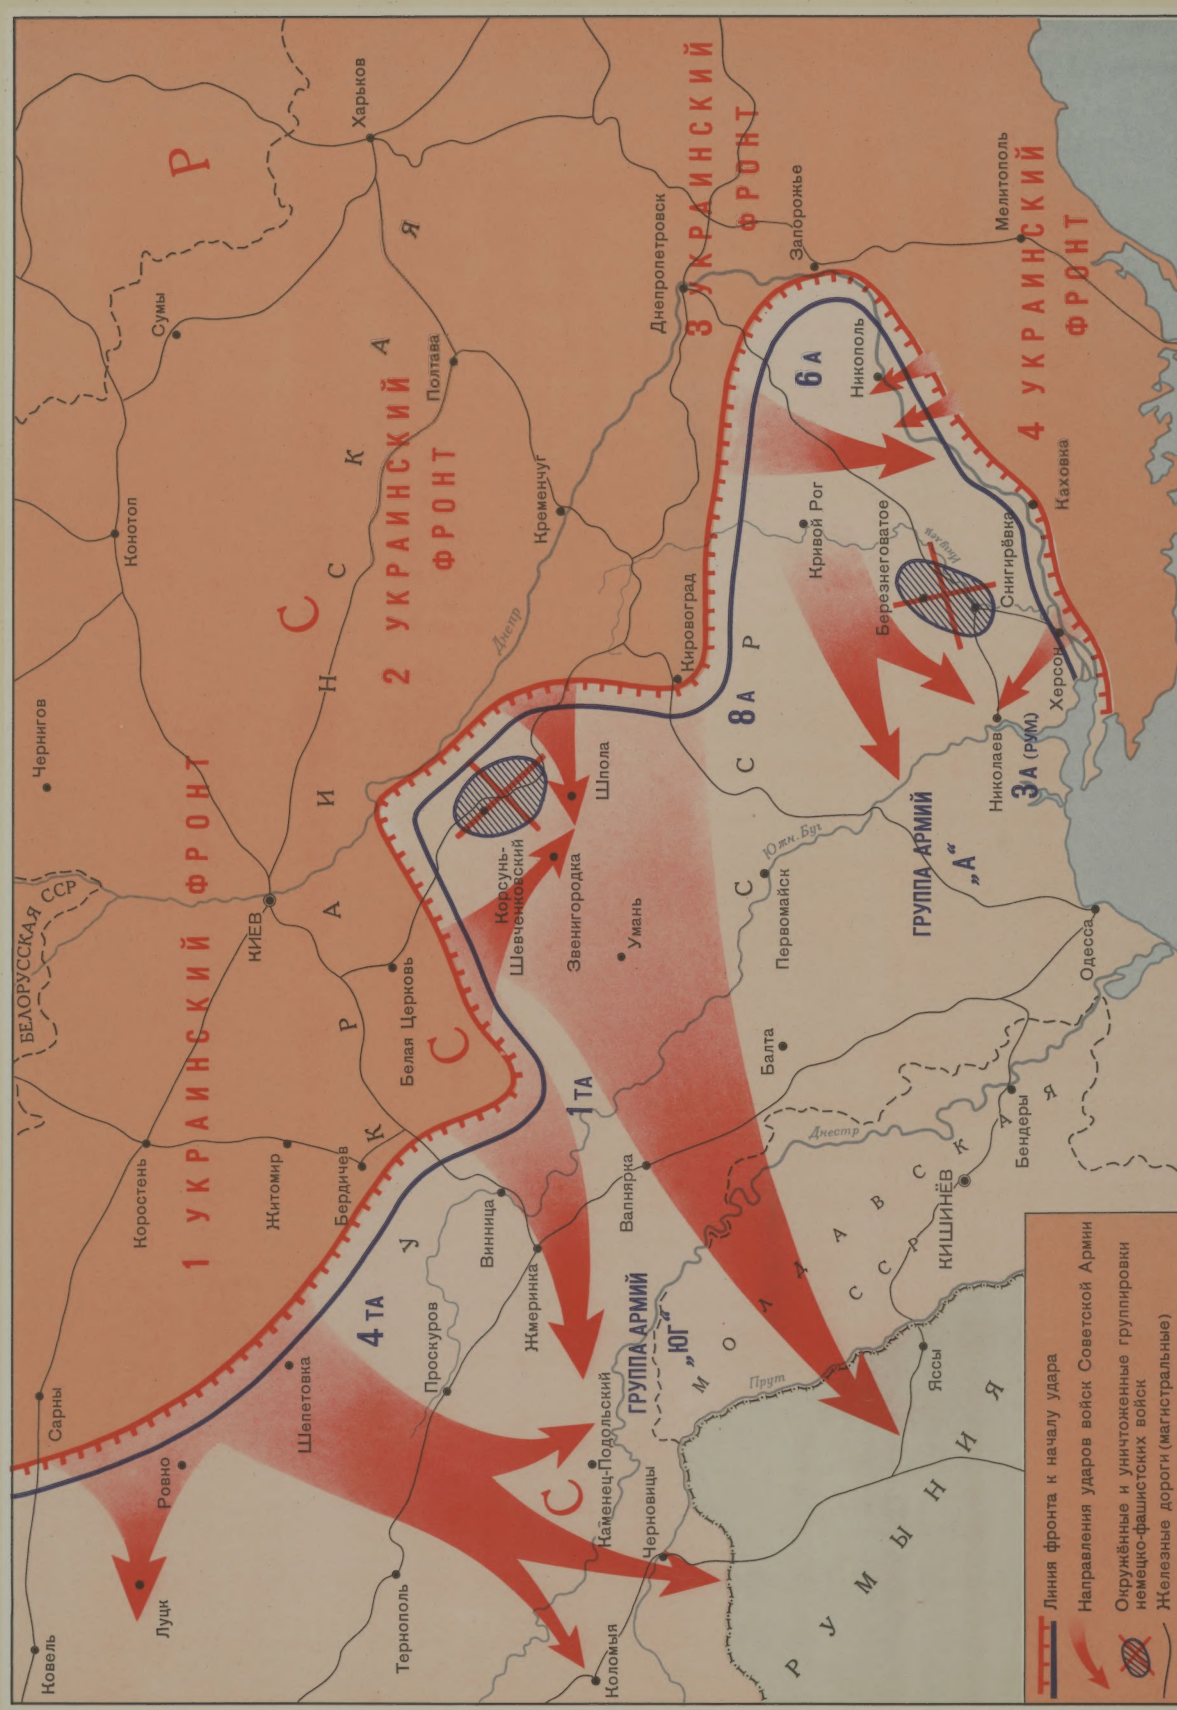 БЕЛОРУССКАЯ ССР
Ковель
Сарны
Чернигов
Конотоп
Луцк
Ровно
Коростень
Сумы
1 УКРАИНСКИЙ ФРОНТ
КИЕВ
Житомир
Шепетовка
Бердичев
Харьков
С С С Р
УКРАИНСКАЯ ССР
4 ТА
Белая Церковь
2 УКРАИНСКИЙ
ФРОНТ
Полтава
Тернополь
Проскуров
Винница
Днепр
Кременчуг
Жмеринка
Корсунь-
Шевченковский
Звенигородка
Шпола
1 ТА
Коломыя
Каменец-Подольский
Вапнярка
Умань
Черновицы
ГРУППА АРМИЙ
„ЮГ“
Кировоград
Днепропетровск
3 УКРАИНСКИЙ
ФРОНТ
8 А
Прут
Балта
Первомайск
Южн. Буг
Запорожье
6 А
Никополь
Днестр
Кривой Рог
МОЛДАВСКАЯ
ССР
Березнеговатое
Ингулец
ГРУППА АРМИЙ
„А“
Яссы
КИШИНЁВ
Бендеры
Николаев
Снигирёвка
Мелитополь
4 УКРАИНСКИЙ
ФРОНТ
3 А (РУМ.)
Херсон
Каховка
Одесса
РУМЫНИЯ
Линия фронта к началу удара
Направления ударов войск Советской Армии
Окружённые и уничтоженные группировки
немецко-фашистских войск
Железные дороги (магистральные)